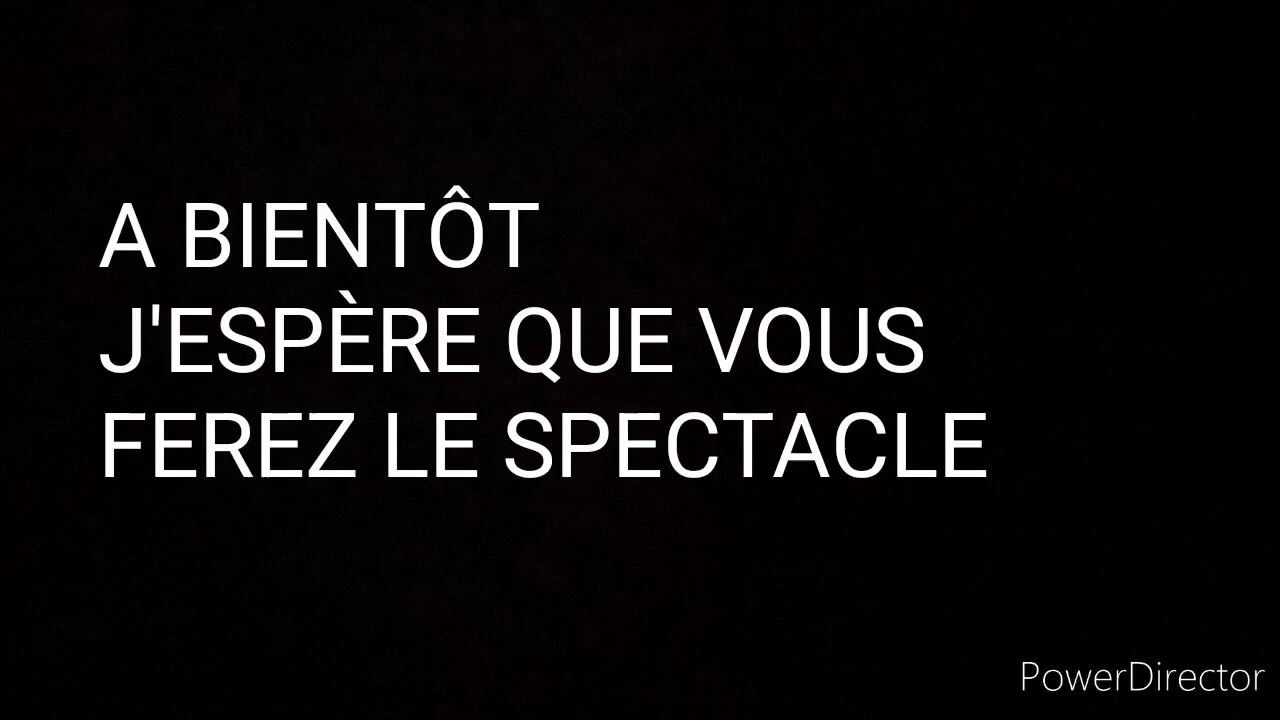 A BIENTÔT
J'ESPÈRE QUE VOUS
FEREZ LE SPECTACLE
PowerDirector